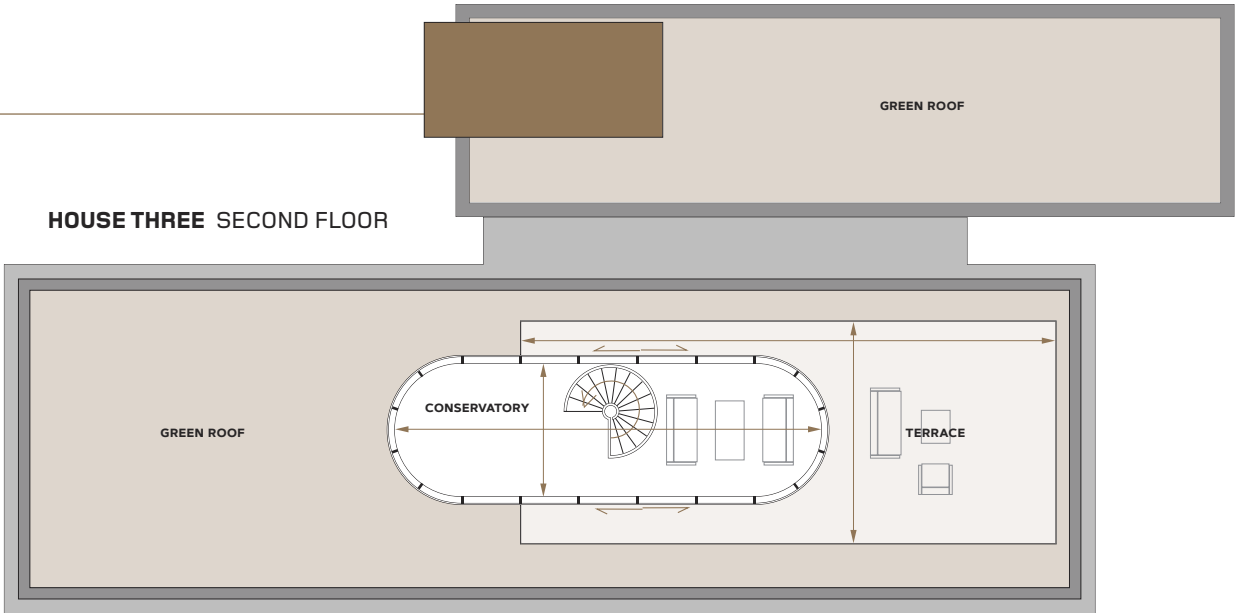 GREEN ROOF
HOUSE THREE SECOND FLOOR
CONSERVATORY
GREEN ROOF
TERRACE